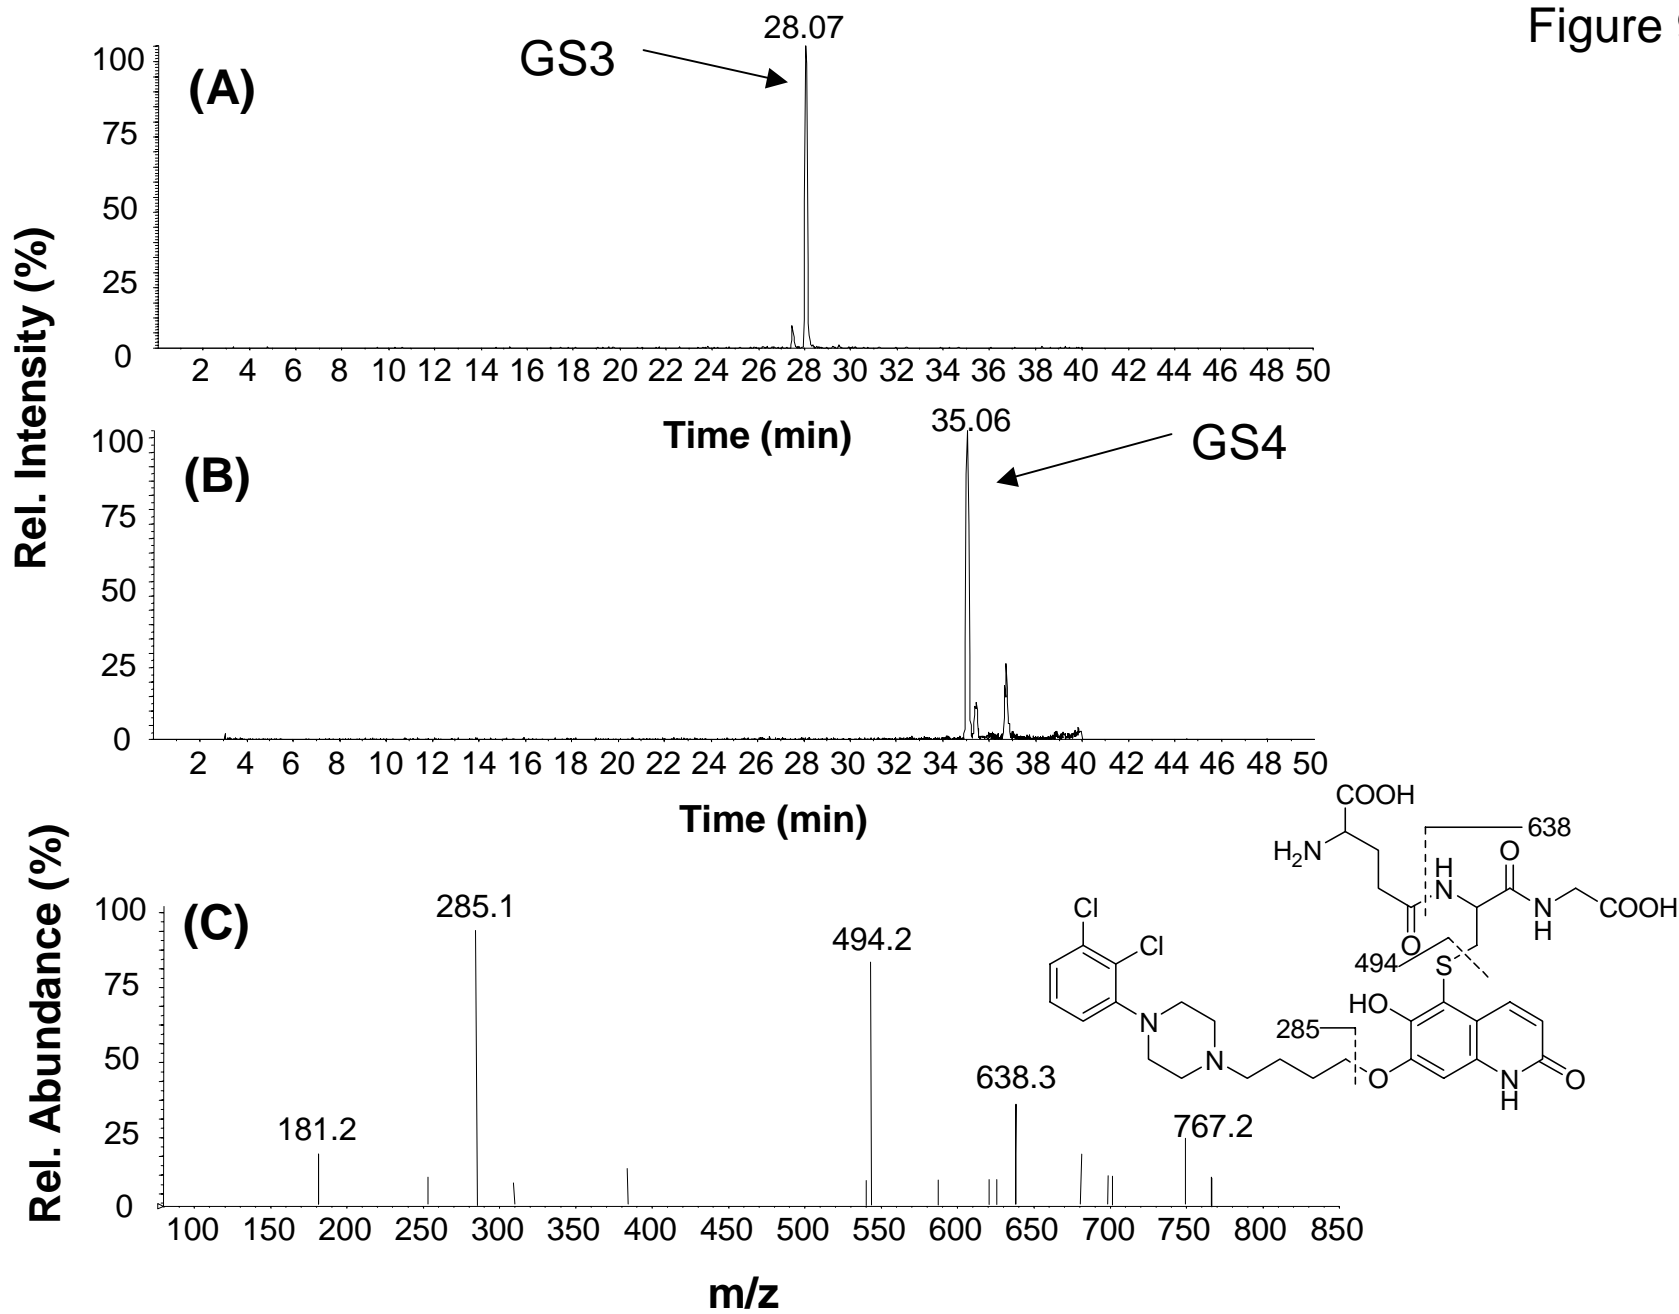 Figure
28.07
GS3
(A)
100
75
50
25
0
2 4 6 8 10 12 14 16 18 20 22 24 26 28 30 32 34 36 38 40 42 44 46 48 50
Time (min)
Rel. Intensity (%)
35.06
GS4
(B)
100
75
50
25
0
2 4 6 8 10 12 14 16 18 20 22 24 26 28 30 32 34 36 38 40 42 44 46 48 50
Time (min)
Rel. Abundance (%)
(C)
100
75
50
25
0
181.2
285.1
494.2
638.3
767.2
100 150 200 250 300 350 400 450 500 550 600 650 700 750 800 850
m/z
COOH
638
H2N
O
H
N
COOH
N
H
O
Cl
Cl
494
S
HO
285
N
N
O
N
H
O